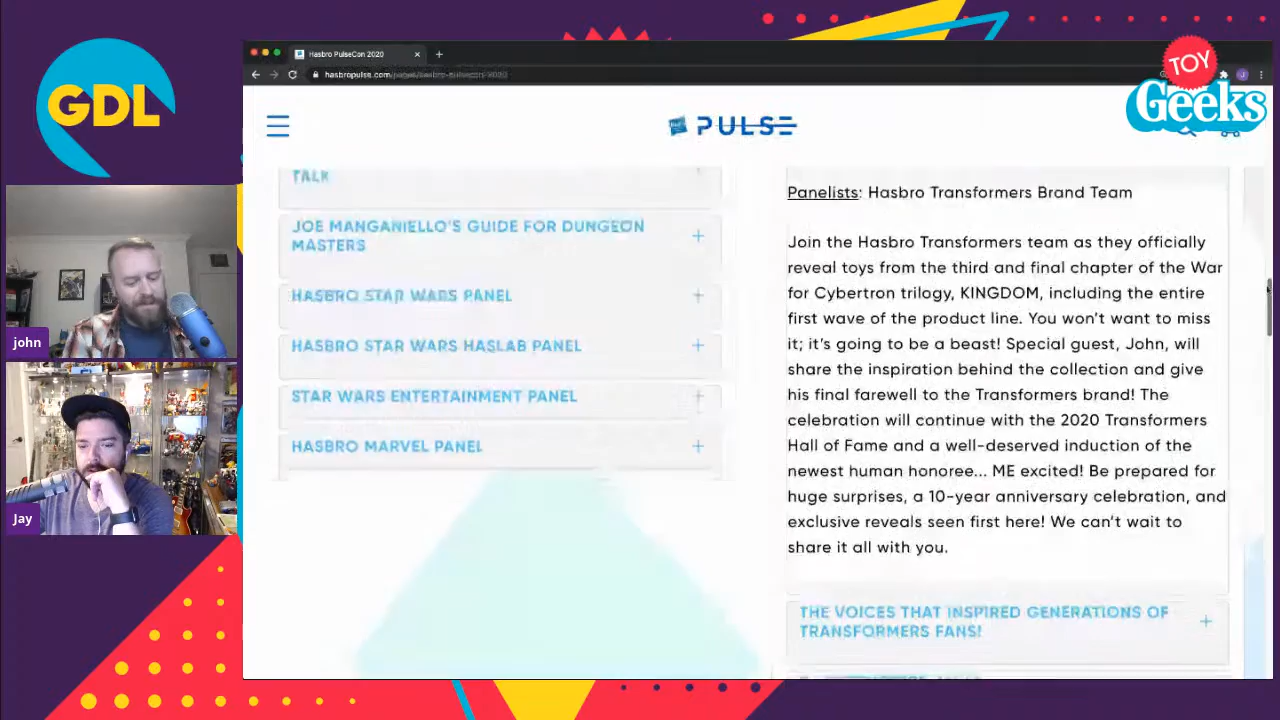 GDL
john
Jay
Hasbro PulseCon 2020
hasbropulse.com/pages/hasbro-pulsecon-2020
TOY
Geeks
PULSE
TALK
JOE MANGANIELLO'S GUIDE FOR DUNGEON
MASTERS
HASBRO STAR WARS PANEL
HASBRO STAR WARS HASLAB PANEL
STAR WARS ENTERTAINMENT PANEL
HASBRO MARVEL PANEL
Panelists: Hasbro Transformers Brand Team
Join the Hasbro Transformers team as they officially
reveal toys from the third and final chapter of the War
for Cybertron trilogy, KINGDOM, including the entire
first wave of the product line. You won't want to miss
it; it's going to be a beast! Special guest, John, will
share the inspiration behind the collection and give
his final farewell to the Transformers brand! The
celebration will continue with the 2020 Transformers
Hall of Fame and a well-deserved induction of the
newest human honoree... ME excited! Be prepared for
huge surprises, a 10-year anniversary celebration, and
exclusive reveals seen first here! We can't wait to
share it all with you.
THE VOICES THAT INSPIRED GENERATIONS OF
TRANSFORMERS FANS!